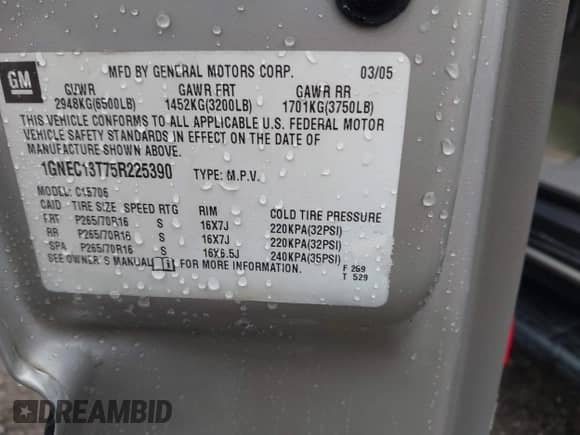 GM
MFD BY GENERAL MOTORS CORP. 03/05
GVWR GAWR FRT GAWR RR
2948KG(6500LB) 1452KG(3200LB) 1701KG(3750LB)
THIS VEHICLE CONFORMS TO ALL APPLICABLE U.S. FEDERAL MOTOR
VEHICLE SAFETY STANDARDS IN EFFECT ON THE DATE OF
MANUFACTURE SHOWN ABOVE.
1GNEC13T75R225390 TYPE: M.P.V.
MODEL: C15706
TIRE SIZE SPEED RTG RIM COLD TIRE PRESSURE
FRT P265/70R16 S 16X7J 220KPA(32PSI)
RR P265/70R16 S 16X7J 220KPA(32PSI)
SPA P265/70R16 S 16X6.5J 240KPA(35PSI)
SEE OWNER'S MANUAL FOR MORE INFORMATION.
F 269
T 529
DREAMBID